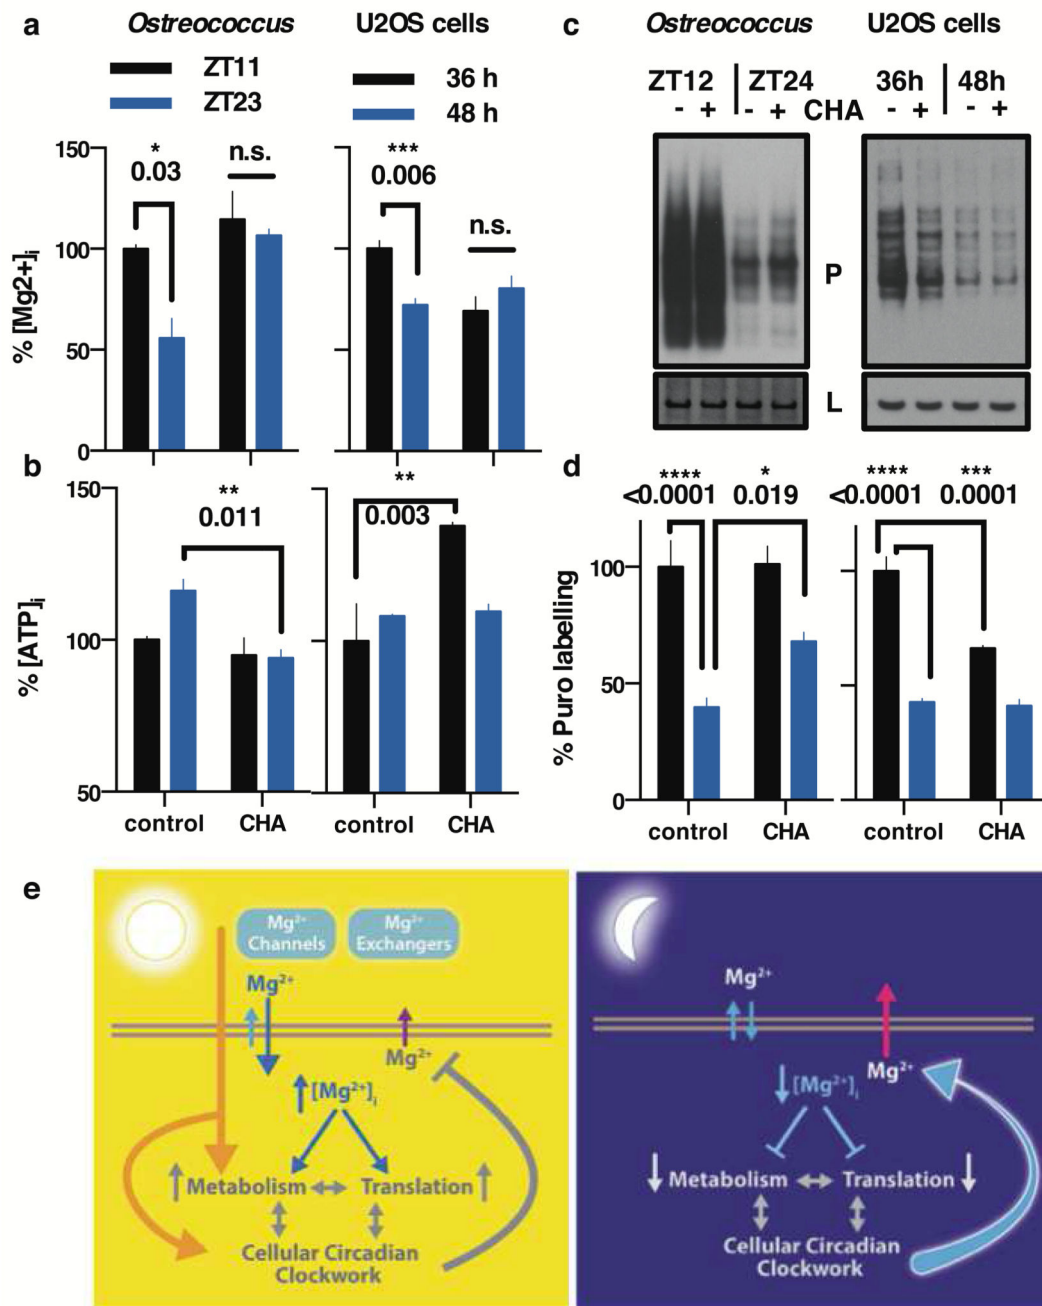 a
Ostreococcus
U2OS cells
ZT11
ZT23
36 h
48 h
% [Mg2+]i
150
100
50
0
*
0.03
n.s.
***
0.006
n.s.
b
% [ATP]i
150
100
50
**
0.011
**
0.003
control
CHA
control
CHA
c
Ostreococcus
U2OS cells
ZT12
ZT24
36h
48h
- + - + CHA - + - +
P
L
d
**** * **** ***
<0.0001 0.019 <0.0001 0.0001
% Puro labelling
100
50
0
control
CHA
control
CHA
e
Mg2+
Channels
Mg2+
Exchangers
Mg2+
Mg2+
[Mg2+]i
Metabolism
Translation
Cellular Circadian
Clockwork
Mg2+
Mg2+
[Mg2+]i
Metabolism
Translation
Cellular Circadian
Clockwork